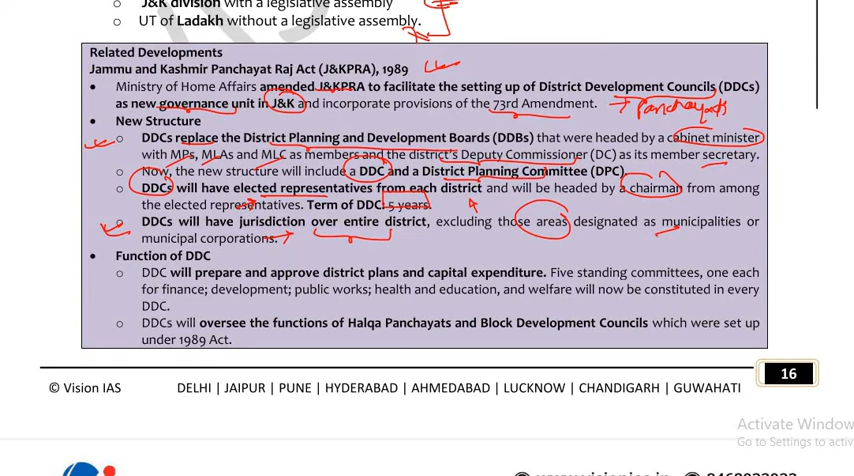 o J&K division with a legislative assembly
o UT of Ladakh without a legislative assembly.
Related Developments
Jammu and Kashmir Panchayat Raj Act (J&KPRA), 1989
• Ministry of Home Affairs amended J&KPRA to facilitate the setting up of District Development Councils (DDCs)
as new governance unit in J&K and incorporate provisions of the 73rd Amendment. → Panchayats
• New Structure
o DDCs replace the District Planning and Development Boards (DDBs) that were headed by a cabinet minister
with MPs, MLAs and MLC as members and the district's Deputy Commissioner (DC) as its member secretary.
o Now, the new structure will include a DDC and a District Planning Committee (DPC).
o DDCs will have elected representatives from each district and will be headed by a chairman from among
the elected representatives. Term of DDC: 5 years.
o DDCs will have jurisdiction over entire district, excluding those areas designated as municipalities or
municipal corporations.
• Function of DDC
o DDC will prepare and approve district plans and capital expenditure. Five standing committees, one each
for finance; development; public works; health and education, and welfare will now be constituted in every
DDC.
o DDCs will oversee the functions of Halqa Panchayats and Block Development Councils which were set up
under 1989 Act.
16
© Vision IAS DELHI | JAIPUR | PUNE | HYDERABAD | AHMEDABAD | LUCKNOW | CHANDIGARH | GUWAHATI
Activate Window
Go to Settings to activ